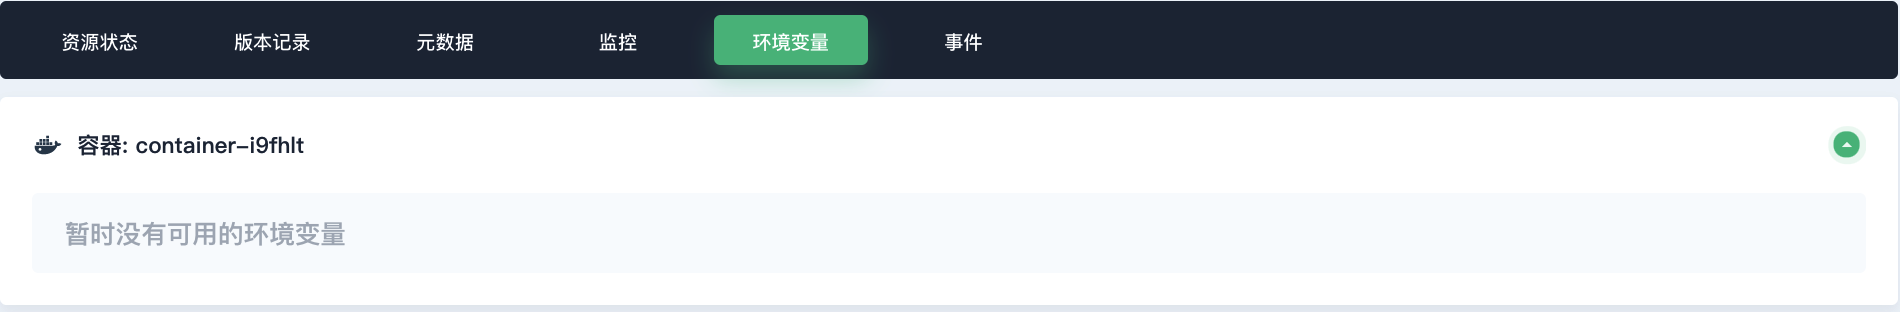 资源状态 版本记录 元数据 监控 环境变量 事件
容器: container-i9fhlt
暂时没有可用的环境变量